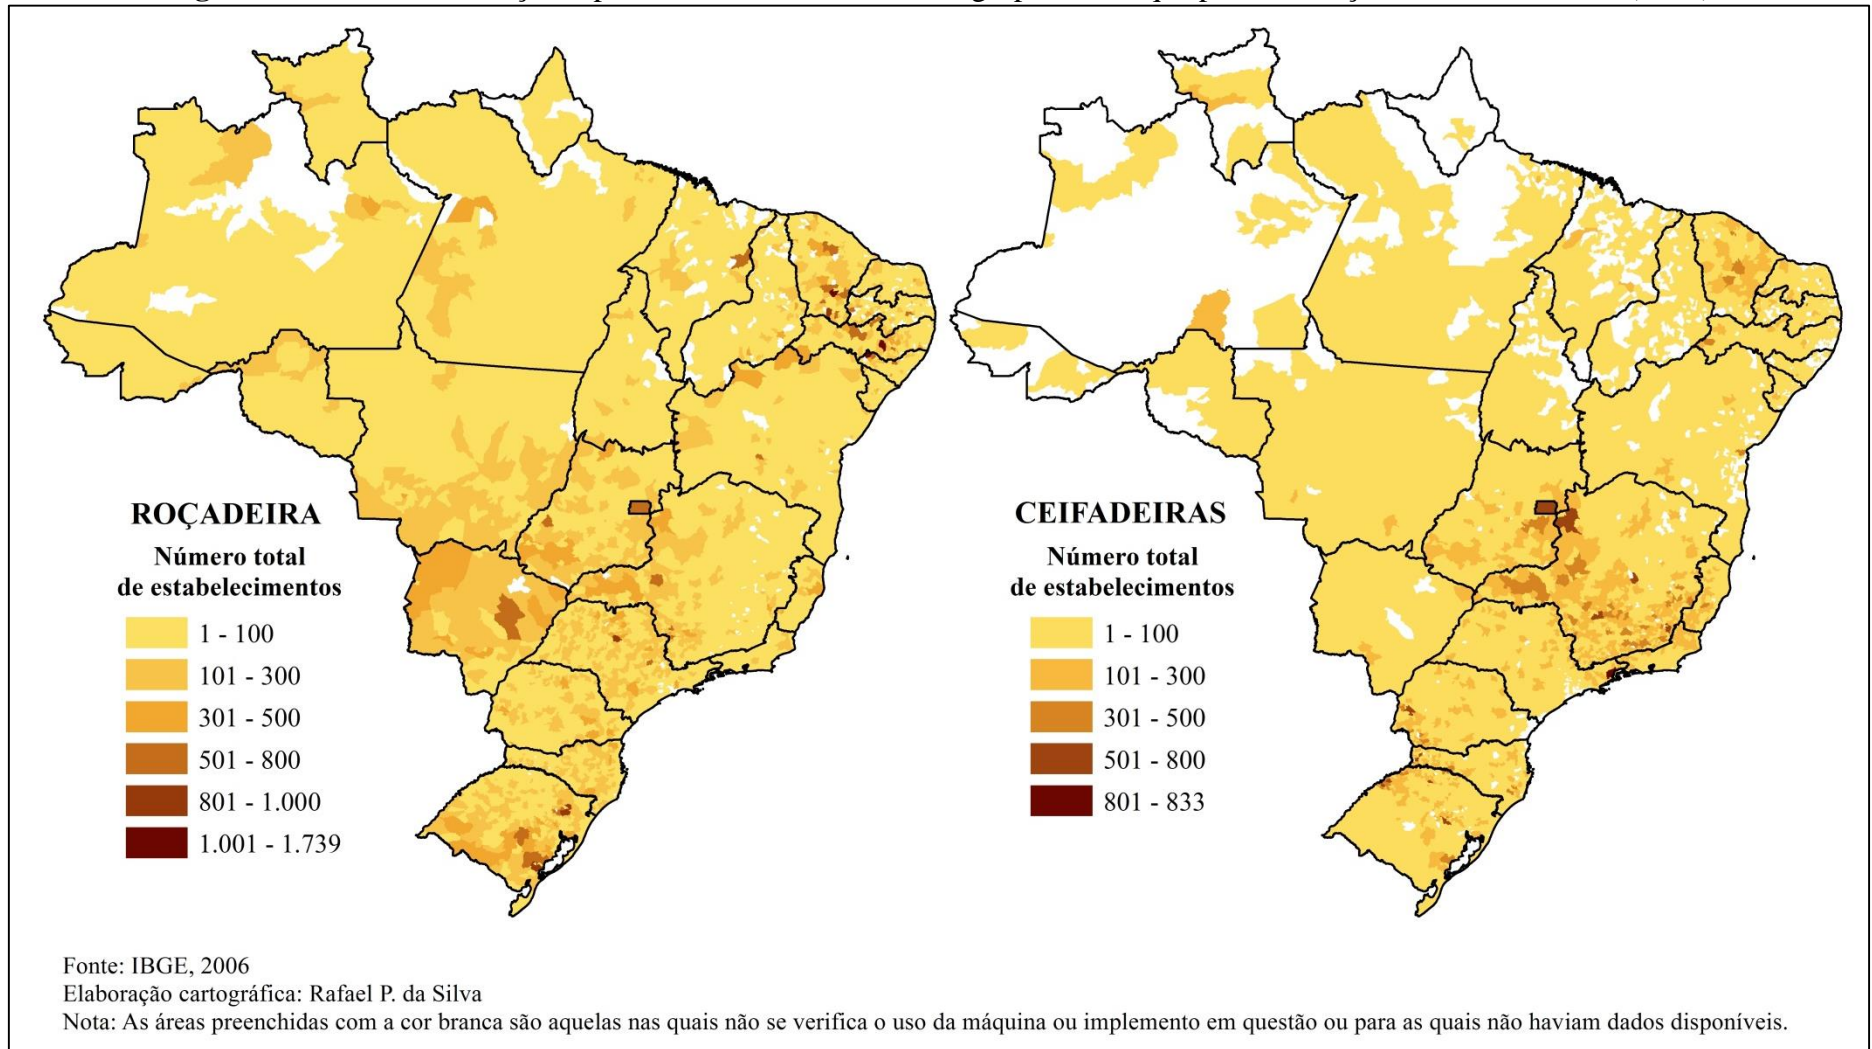 ROÇADEIRA
Número total
de estabelecimentos
1 - 100
101 - 300
301 - 500
501 - 800
801 - 1.000
1.001 - 1.739
CEIFADEIRAS
Número total
de estabelecimentos
1 - 100
101 - 300
301 - 500
501 - 800
801 - 833
Fonte: IBGE, 2006
Elaboração cartográfica: Rafael P. da Silva
Nota: As áreas preenchidas com a cor branca são aquelas nas quais não se verifica o uso da máquina ou implemento em questão ou para as quais não haviam dados disponíveis.